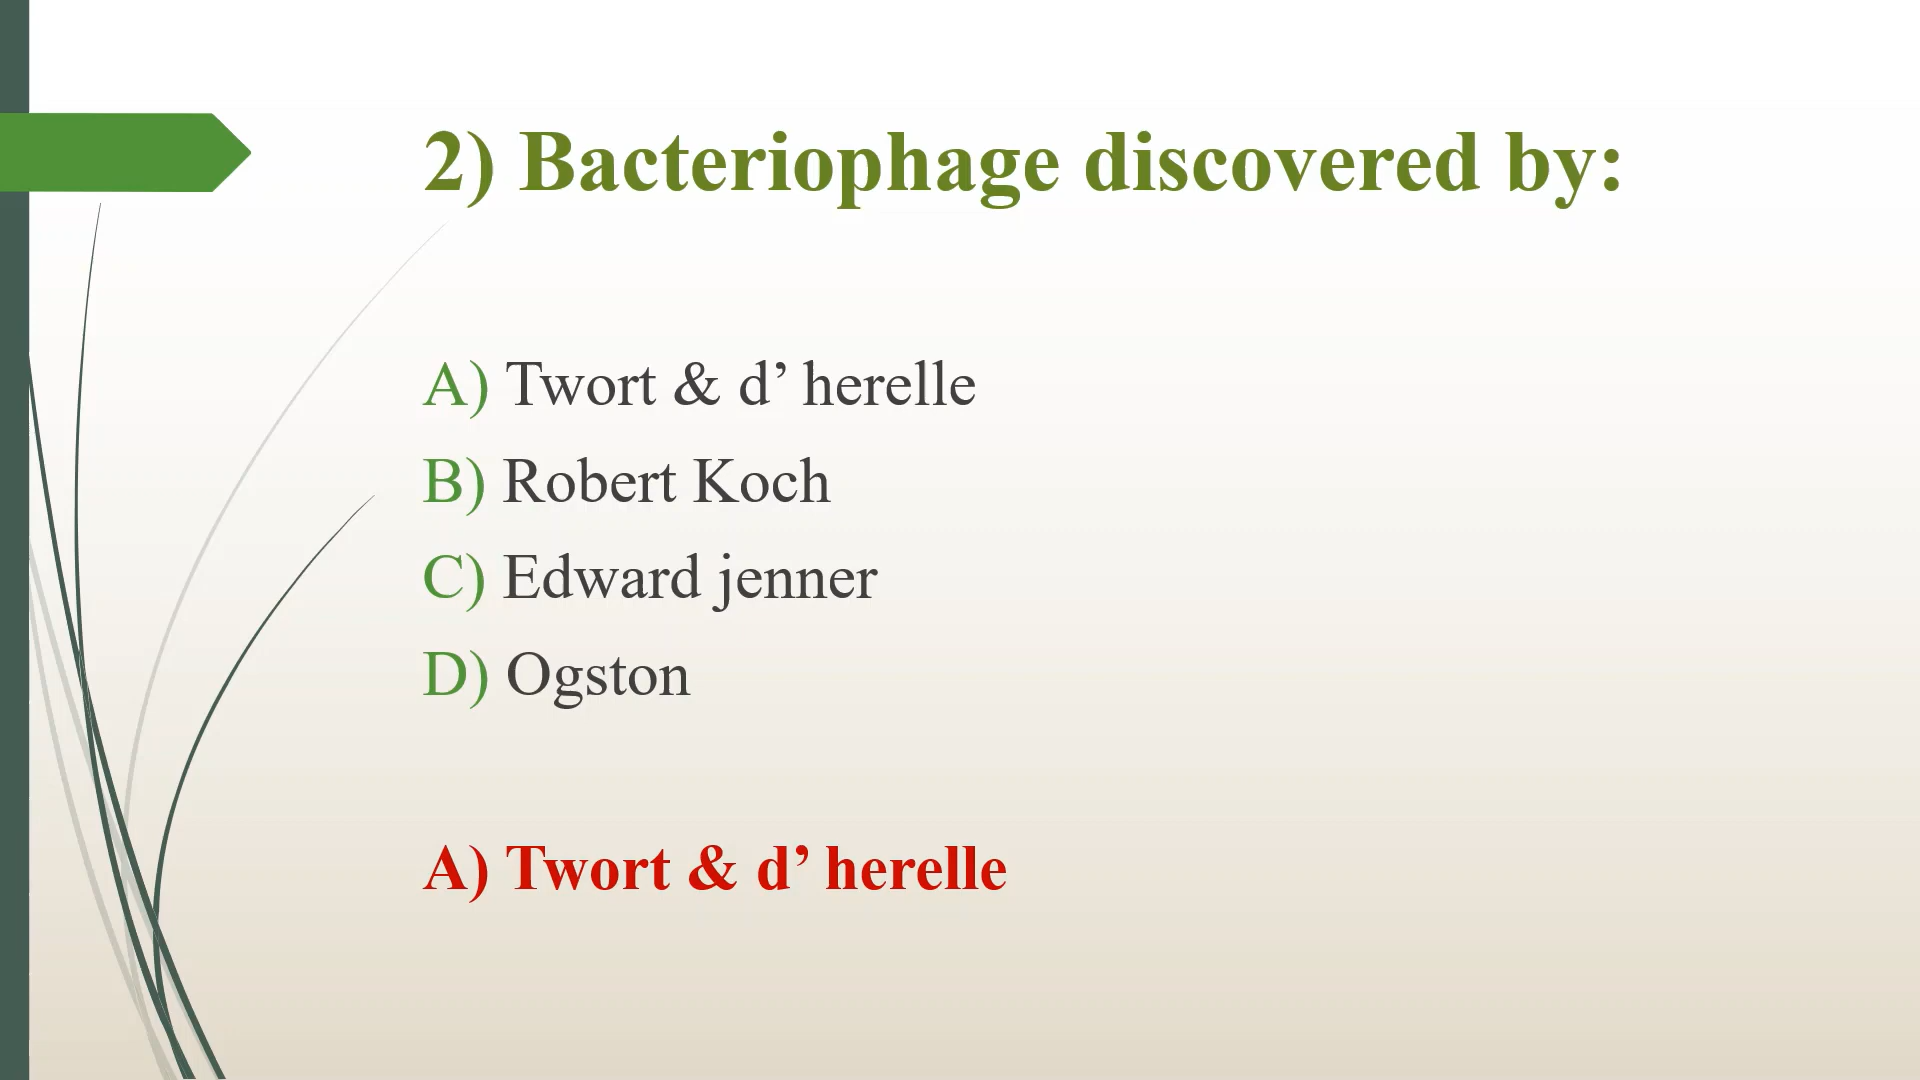 2) Bacteriophage discovered by:
A) Twort & d’ herelle
B) Robert Koch
C) Edward jenner
D) Ogston
A) Twort & d’ herelle